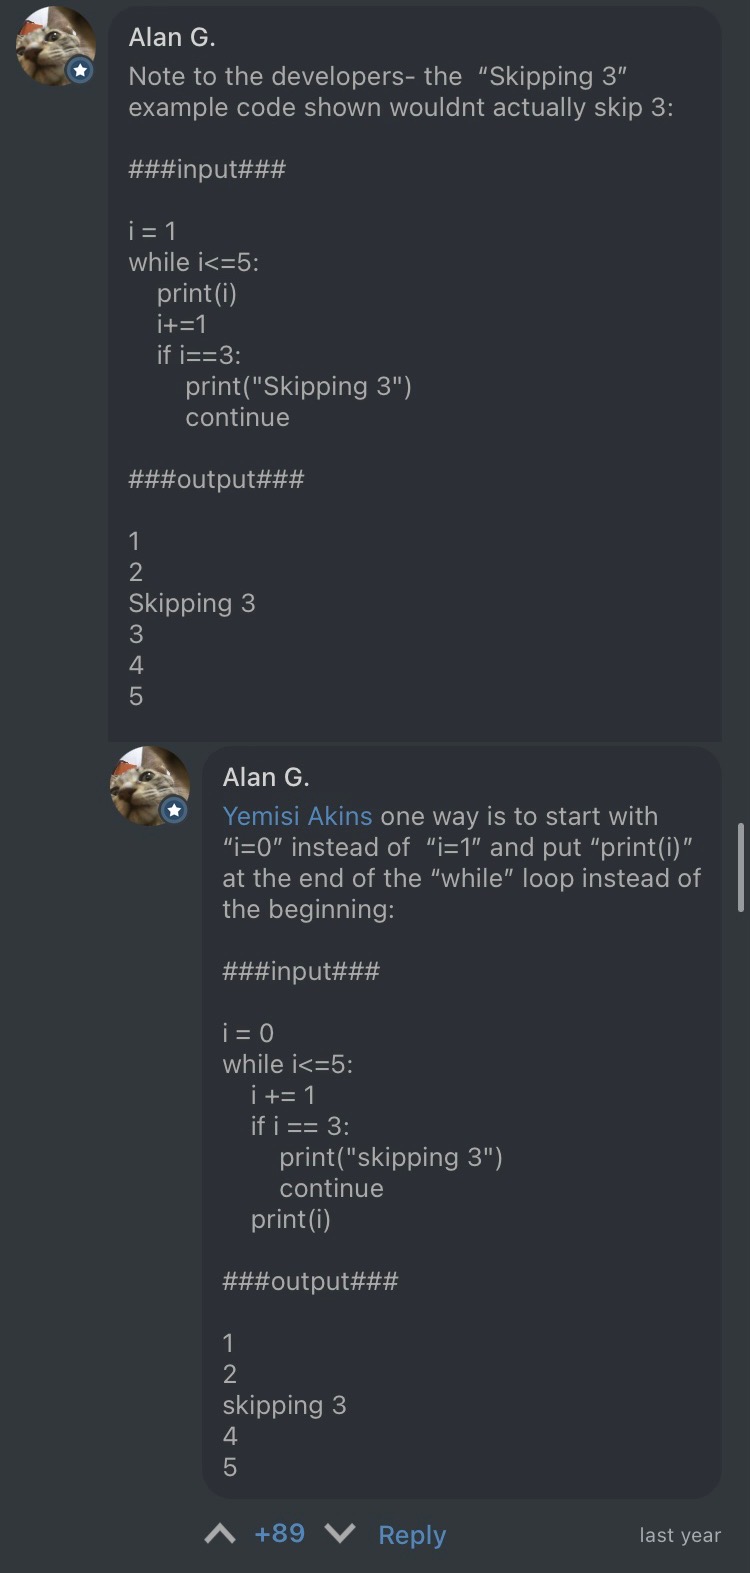 Alan G.
Note to the developers- the  “Skipping 3”
example code shown wouldnt actually skip 3:
###input###
i = 1
while i<=5:
print(i)
i+=1
if i==3:
print("Skipping 3")
continue
###output###
1
2
Skipping 3
3
4
5
Alan G.
Yemisi Akins one way is to start with
“i=0” instead of  “i=1” and put “print(i)”
at the end of the “while” loop instead of
the beginning:
###input###
i = 0
while i<=5:
i += 1
if i == 3:
print("skipping 3")
continue
print(i)
###output###
1
2
skipping 3
4
5
+89 Reply last year